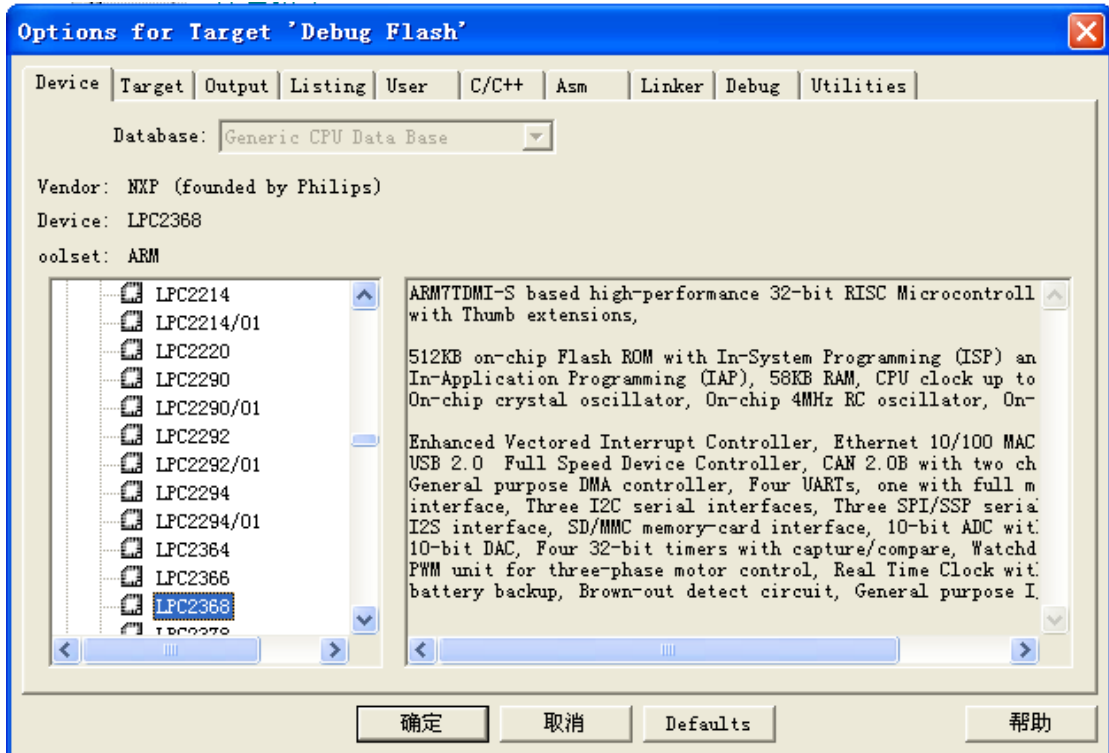 Options for Target 'Debug Flash'
Device Target Output Listing User C/C++ Asm Linker Debug Utilities
Database: Generic CPU Data Base
Vendor: NXP (founded by Philips)
Device: LPC2368
oolset: ARM
LPC2214
LPC2214/01
LPC2220
LPC2290
LPC2290/01
LPC2292
LPC2292/01
LPC2294
LPC2294/01
LPC2364
LPC2366
LPC2368
ARM7TDMI-S based high-performance 32-bit RISC Microcontroll
with Thumb extensions,
512KB on-chip Flash ROM with In-System Programming (ISP) an
In-Application Programming (IAP), 58KB RAM, CPU clock up to
On-chip crystal oscillator, On-chip 4MHz RC oscillator, On-
Enhanced Vectored Interrupt Controller, Ethernet 10/100 MAC
USB 2.0 Full Speed Device Controller, CAN 2.0B with two ch
General purpose DMA controller, Four UARTs, one with full m
interface, Three I2C serial interfaces, Three SPI/SSP seria
I2S interface, SD/MMC memory-card interface, 10-bit ADC wit
10-bit DAC, Four 32-bit timers with capture/compare, Watchd
PWM unit for three-phase motor control, Real Time Clock wit
battery backup, Brown-out detect circuit, General purpose I
确定 取消 Defaults 帮助